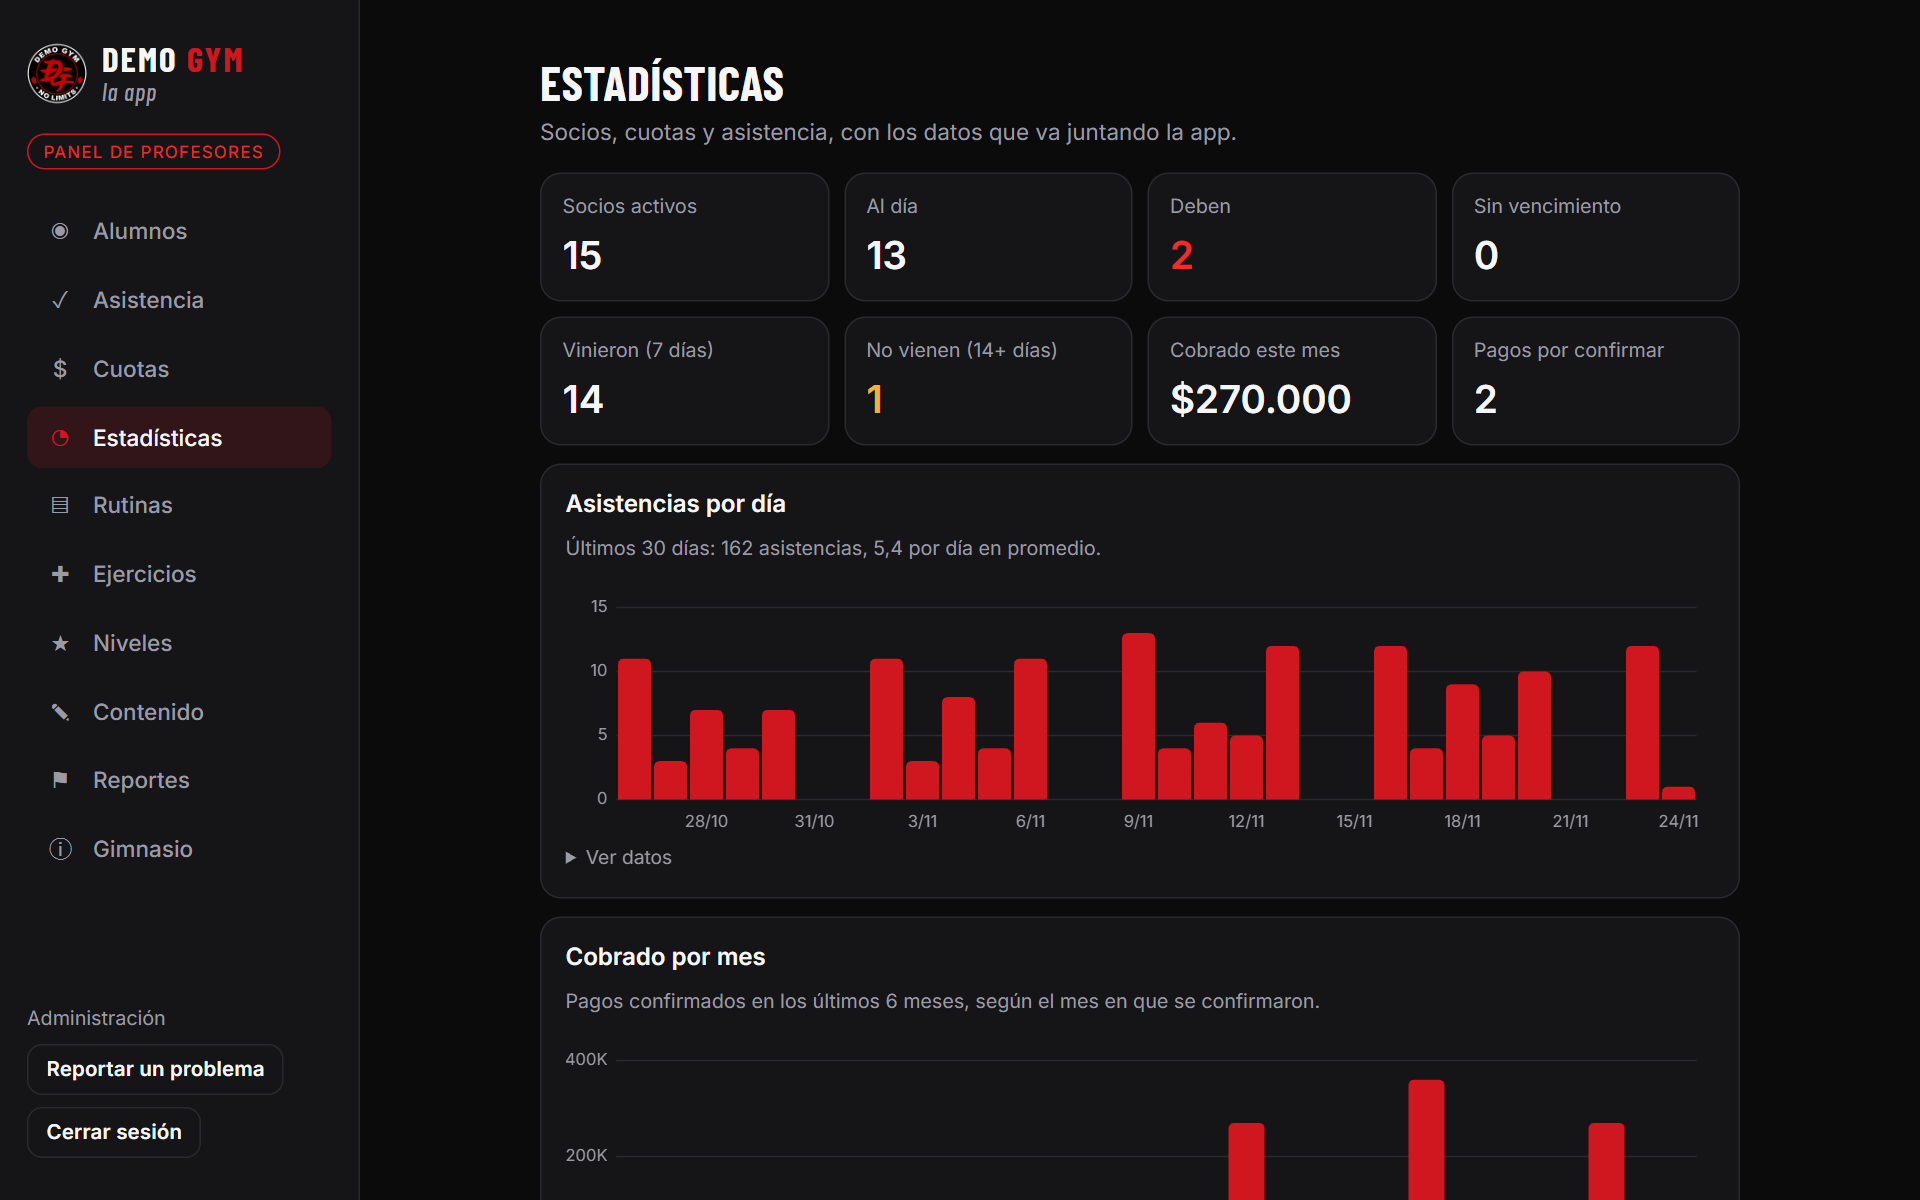 DEMO GYM
NO LIMITS
DEMO GYM
la app
PANEL DE PROFESORES
Alumnos
Asistencia
$ Cuotas
Estadísticas
Rutinas
Ejercicios
Niveles
Contenido
Reportes
Gimnasio
Administración
Reportar un problema
Cerrar sesión
ESTADÍSTICAS
Socios, cuotas y asistencia, con los datos que va juntando la app.
Socios activos
15
Al día
13
Deben
2
Sin vencimiento
0
Vinieron (7 días)
14
No vienen (14+ días)
1
Cobrado este mes
$270.000
Pagos por confirmar
2
Asistencias por día
Últimos 30 días: 162 asistencias, 5,4 por día en promedio.
15
10
5
0
28/10 31/10 3/11 6/11 9/11 12/11 15/11 18/11 21/11 24/11
Ver datos
Cobrado por mes
Pagos confirmados en los últimos 6 meses, según el mes en que se confirmaron.
400K
200K